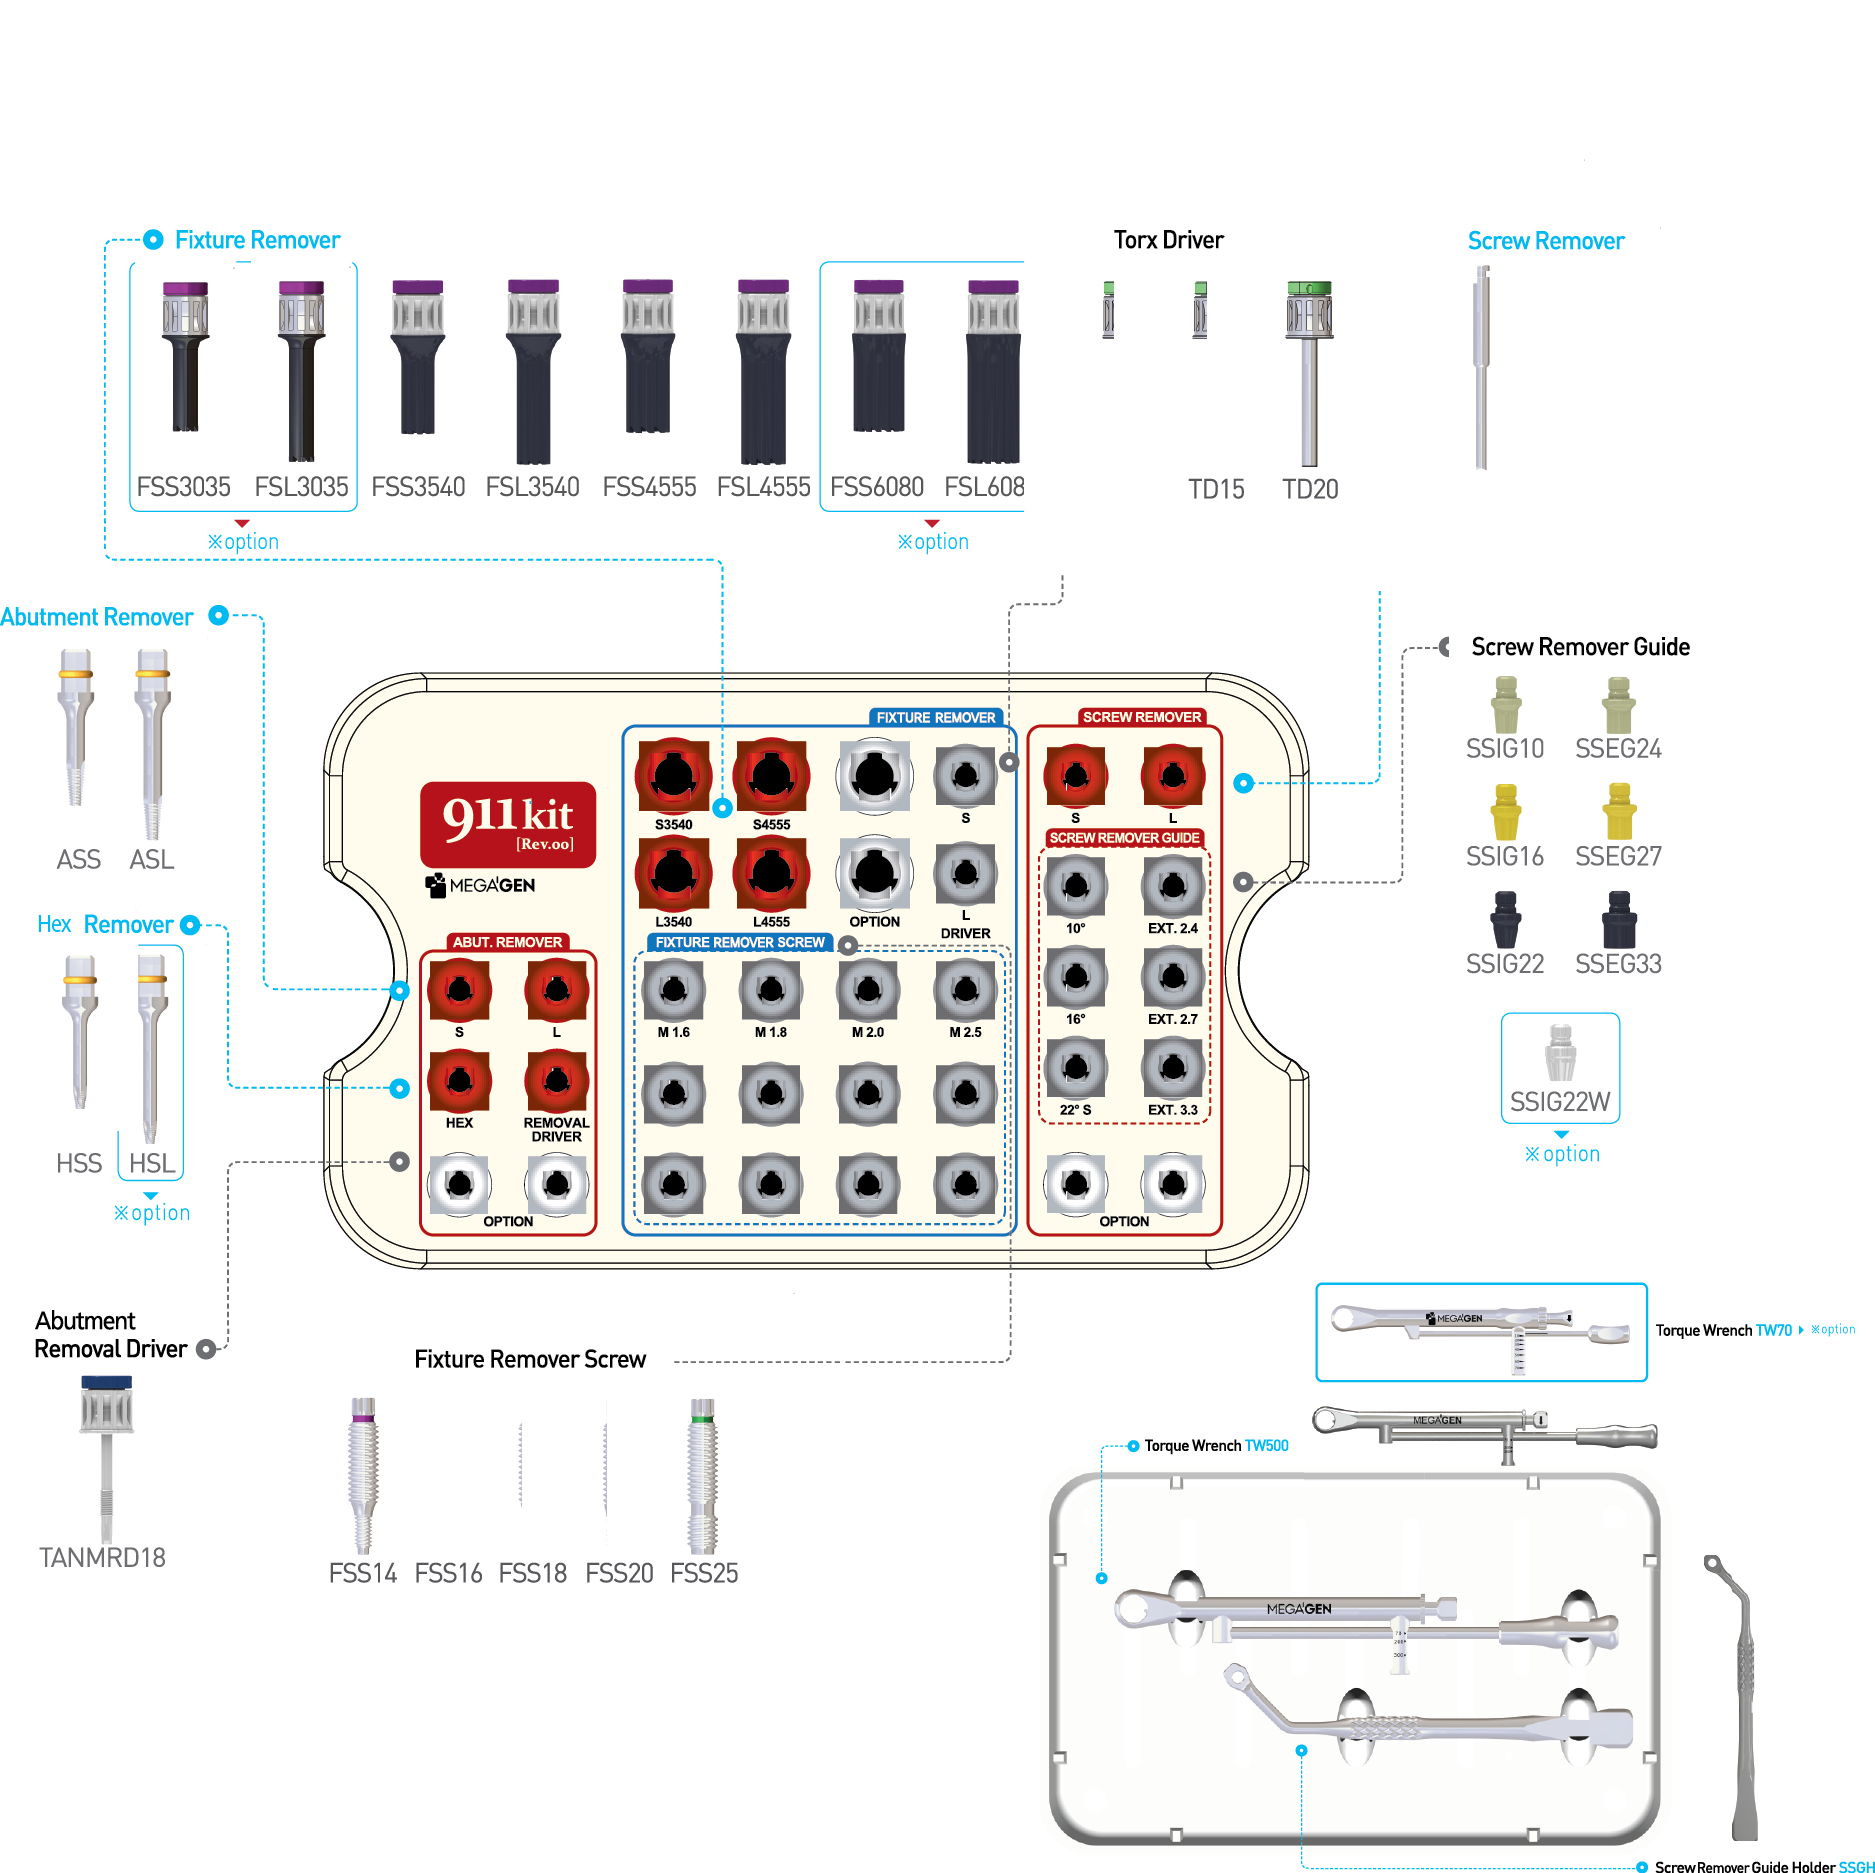 Fixture Remover
Torx Driver
Screw Remover
FSS3035 FSL3035 FSS3540 FSL3540 FSS4555 FSL4555 FSS6080 FSL608
TD15 TD20
※option
※option
Abutment Remover
ASS ASL
Hex Remover
HSS HSL
※option
Abutment
Removal Driver
TANMRD18
911kit
[Rev.oo]
MEGA'GEN
ABUT. REMOVER
S L
HEX REMOVAL
DRIVER
OPTION
FIXTURE REMOVER
S3540 S4555 S
L3540 L4555 OPTION L
DRIVER
FIXTURE REMOVER SCREW
M 1.6 M 1.8 M 2.0 M 2.5
SCREW REMOVER
S L
SCREW REMOVER GUIDE
10° EXT. 2.4
16° EXT. 2.7
22° S EXT. 3.3
OPTION
Screw Remover Guide
SSIG10 SSEG24
SSIG16 SSEG27
SSIG22 SSEG33
SSIG22W
※option
Fixture Remover Screw
FSS14 FSS16 FSS18 FSS20 FSS25
MEGA'GEN
Torque Wrench TW70 ※option
MEGA'GEN
Torque Wrench TW500
MEGA'GEN
Screw Remover Guide Holder SSGH